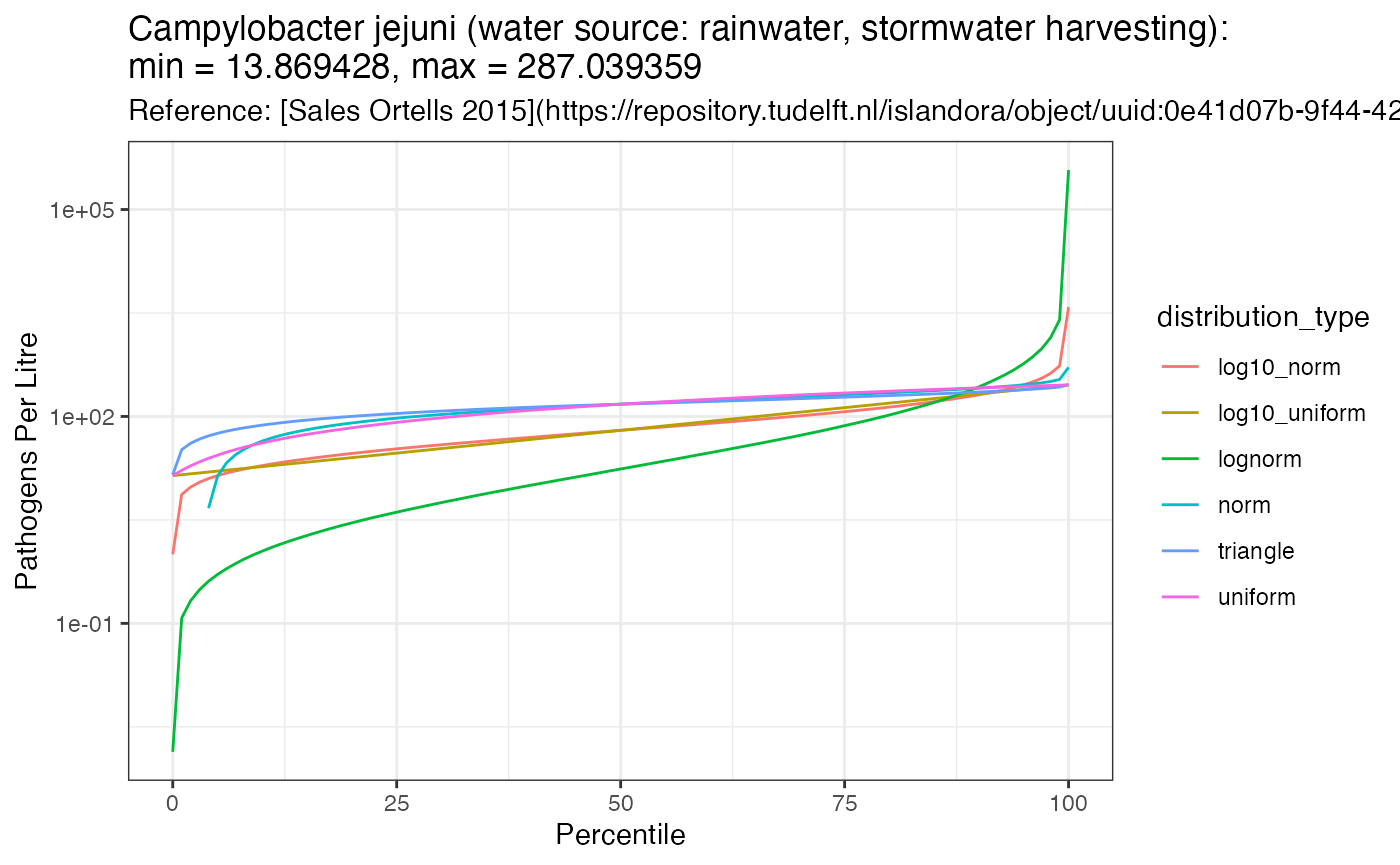 Campylobacter jejuni (water source: rainwater, stormwater harvesting):
min = 13.869428, max = 287.039359
Reference: [Sales Ortells 2015](https://repository.tudelft.nl/islandora/object/uuid:0e41d07b-9f44-42
1e+05
1e+02
1e-01
Pathogens Per Litre
0 25 50 75 100
Percentile
distribution_type
log10_norm
log10_uniform
lognorm
norm
triangle
uniform